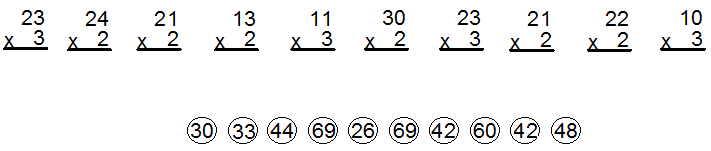 23 24 21 13 11 30 23 21 22 10
x 3 x 2 x 2 x 2 x 3 x 2 x 3 x 2 x 2 x 3
30 33 44 69 26 69 42 60 42 48